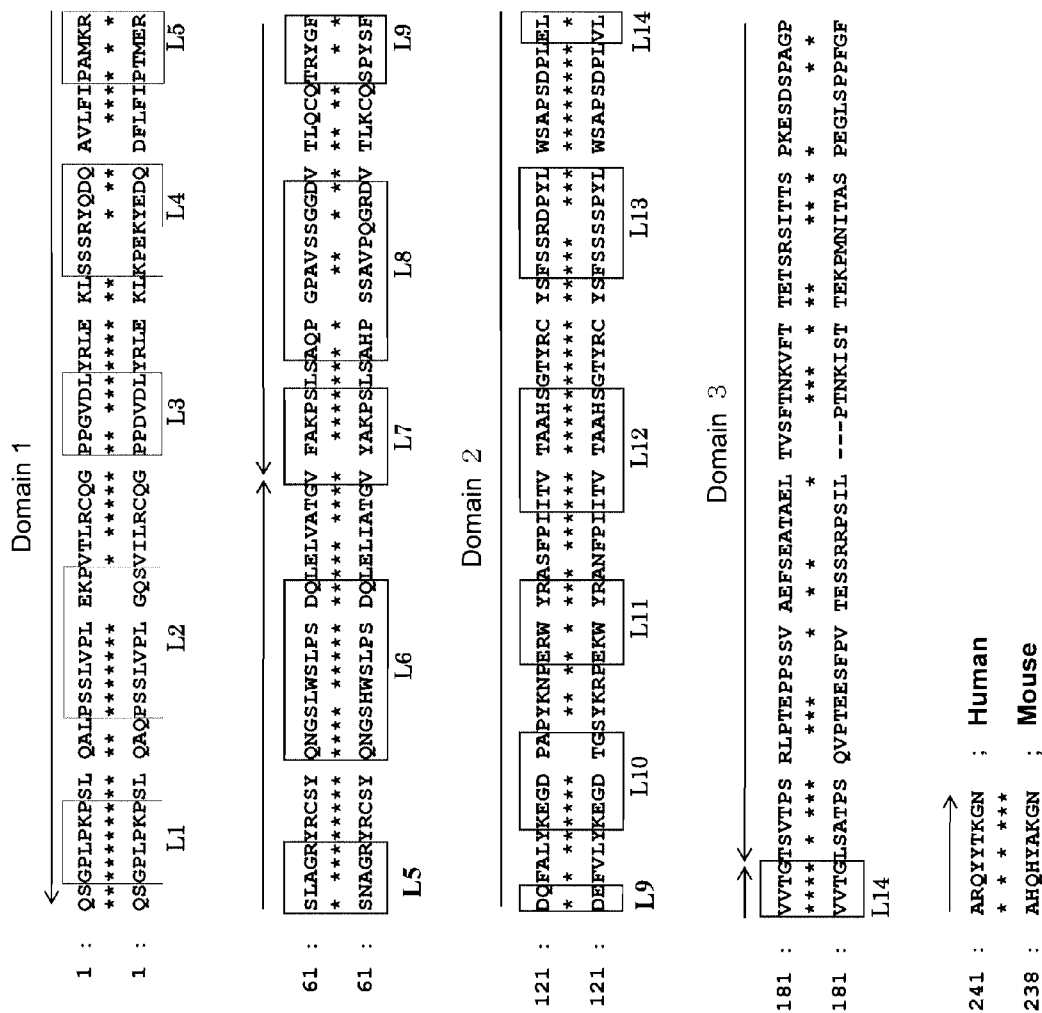 Domain 1
1 : QSGPLPKPSL QALPSSLVPL EKPVTLRCQG PPGVDLYRLE KLSSSRYQDQ AVLFIPAMKR
********** ** ******* * ***** ** ******* ** * ** **** * *
1 : QSGPLPKPSL QAQPSSLVPL GQSVILRCQG PPDVDLYRLE KLKPEKYEDQ DFLFIPTMER
L1 L2 L3 L4 L5
61 : SLAGRYRCSY QNGSLWSLPS DQLELVATGV FAKPSLSAQP GPAVSSGGDV TLQCQTRYGF
* ******** **** ***** ***** **** ******* * ** * ** ** ** * *
61 : SNAGRYRCSY QNGSHWSLPS DQLELIATGV YAKPSLSAHP SSAVPQGRDV TLKCQSPYSF
L5 L6 L7 L8 L9
Domain 2
121 : DQFALYKEGD PAPYKNPERW YRASFPIITV TAAHSGTYRC YSFSSRDPYL WSAPSDPLEL
* * ****** ** ** * *** ****** ********** ***** *** ******** *
121 : DEFVLYKEGD TGSYKRPEKW YRANFPIITV TAAHSGTYRC YSFSSSSPYL WSAPSDPLVL
L9 L10 L11 L12 L13 L14
Domain 3
181 : VVTGTSVTPS RLPTEPPSSV AEFSEATAEL TVSFTNKVFT TETSRSITTS PKESDSPAGP
**** * *** *** * * * * *** * ** ** * * * *
181 : VVTGLSATPS QVPTEESFPV TESSRRPSIL ---PTNKIST TEKPMNITAS PEGLSPPFGF
L14
241 : ARQYYTKGN ; Human
* * * ***
238 : AHQHYAKGN ; Mouse